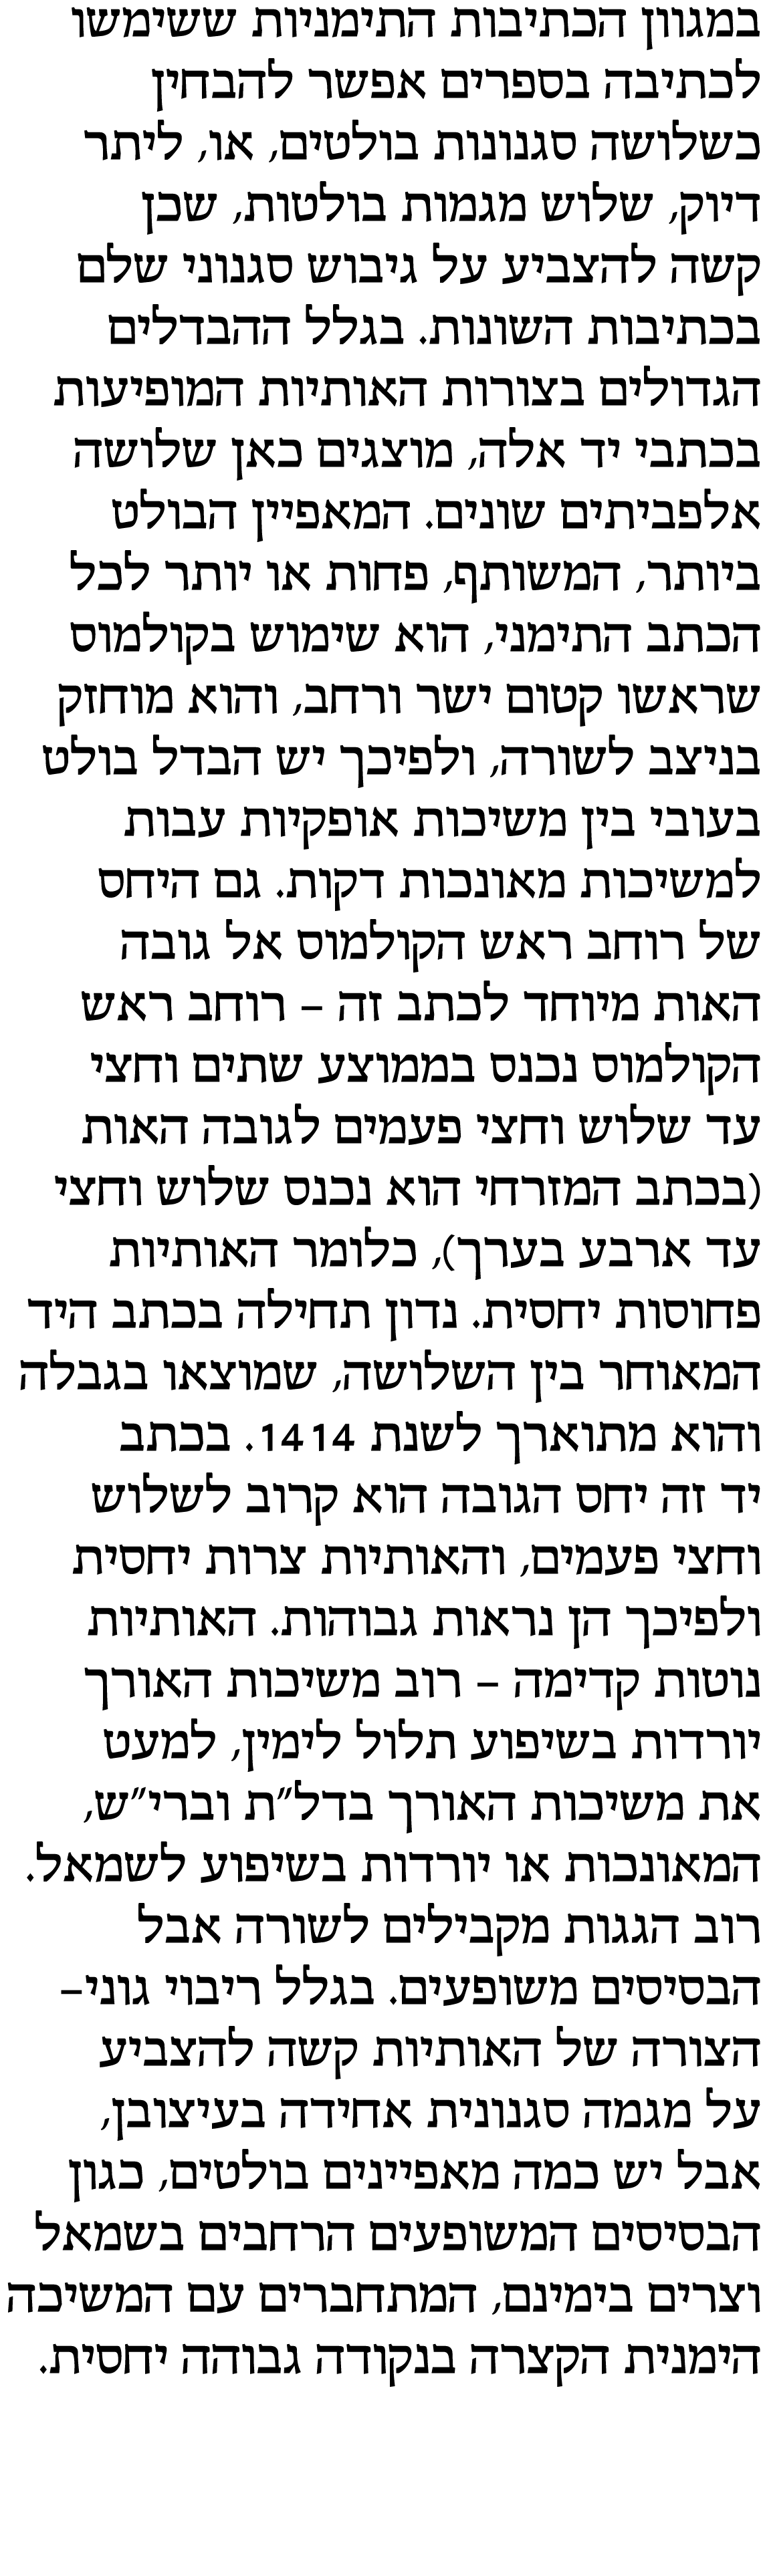 במגוון הכתיבות התימניות ששימשו
לכתיבה בספרים אפשר להבחין
כשלושה סגנונות בולטים, או, ליתר
דיוק, שלוש מגמות בולטות, שכן
קשה להצביע על גיבוש סגנוני שלם
בכתיבות השונות. בגלל ההבדלים
הגדולים בצורות האותיות המופיעות
בכתבי יד אלה, מוצגים כאן שלושה
אלפביתים שונים. המאפיין הבולט
ביותר, המשותף, פחות או יותר לכל
הכתב התימני, הוא שימוש בקולמוס
שראשו קטום ישר ורחב, והוא מוחזק
בניצב לשורה, ולפיכך יש הבדל בולט
בעובי בין משיכות אופקיות עבות
למשיכות מאונכות דקות. גם היחס
של רוחב ראש הקולמוס אל גובה
האות מיוחד לכתב זה – רוחב ראש
הקולמוס נכנס בממוצע שתים וחצי
עד שלוש וחצי פעמים לגובה האות
(בכתב המזרחי הוא נכנס שלוש וחצי
עד ארבע בערך), כלומר האותיות
פחוסות יחסית. נדון תחילה בכתב היד
המאוחר בין השלושה, שמוצאו בגבלה
והוא מתוארך לשנת 1414. בכתב
יד זה יחס הגובה הוא קרוב לשלוש
וחצי פעמים, והאותיות צרות יחסית
ולפיכך הן נראות גבוהות. האותיות
נוטות קדימה – רוב משיכות האורך
יורדות בשיפוע תלול לימין, למעט
את משיכות האורך בדל״ת וברי״ש,
המאונכות או יורדות בשיפוע לשמאל.
רוב הגגות מקבילים לשורה אבל
הבסיסים משופעים. בגלל ריבוי גוני–
הצורה של האותיות קשה להצביע
על מגמה סגנונית אחידה בעיצובן,
אבל יש כמה מאפיינים בולטים, כגון
הבסיסים המשופעים הרחבים בשמאל
וצרים בימינם, המתחברים עם המשיכה
הימנית הקצרה בנקודה גבוהה יחסית.